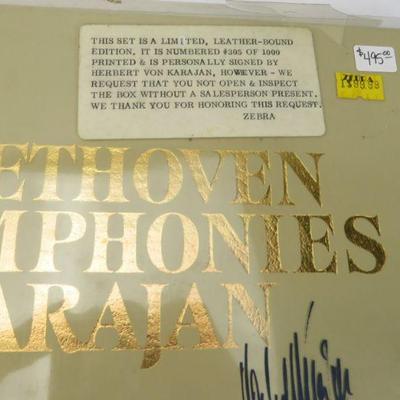 THIS SET IS A LIMITED, LEATHER-BOUND
EDITION. IT IS NUMBERED #305 OF 1000
PRINTED & IS PERSONALLY SIGNED BY
HERBERT VON KARAJAN, HOWEVER - WE
REQUEST THAT YOU NOT OPEN & INSPECT
THE BOX WITHOUT A SALESPERSON PRESENT.
WE THANK YOU FOR HONORING THIS REQUEST.
ZEBRA
$495.00
ZEBRA
EETHOVEN
MPHONIES
ARAJAN